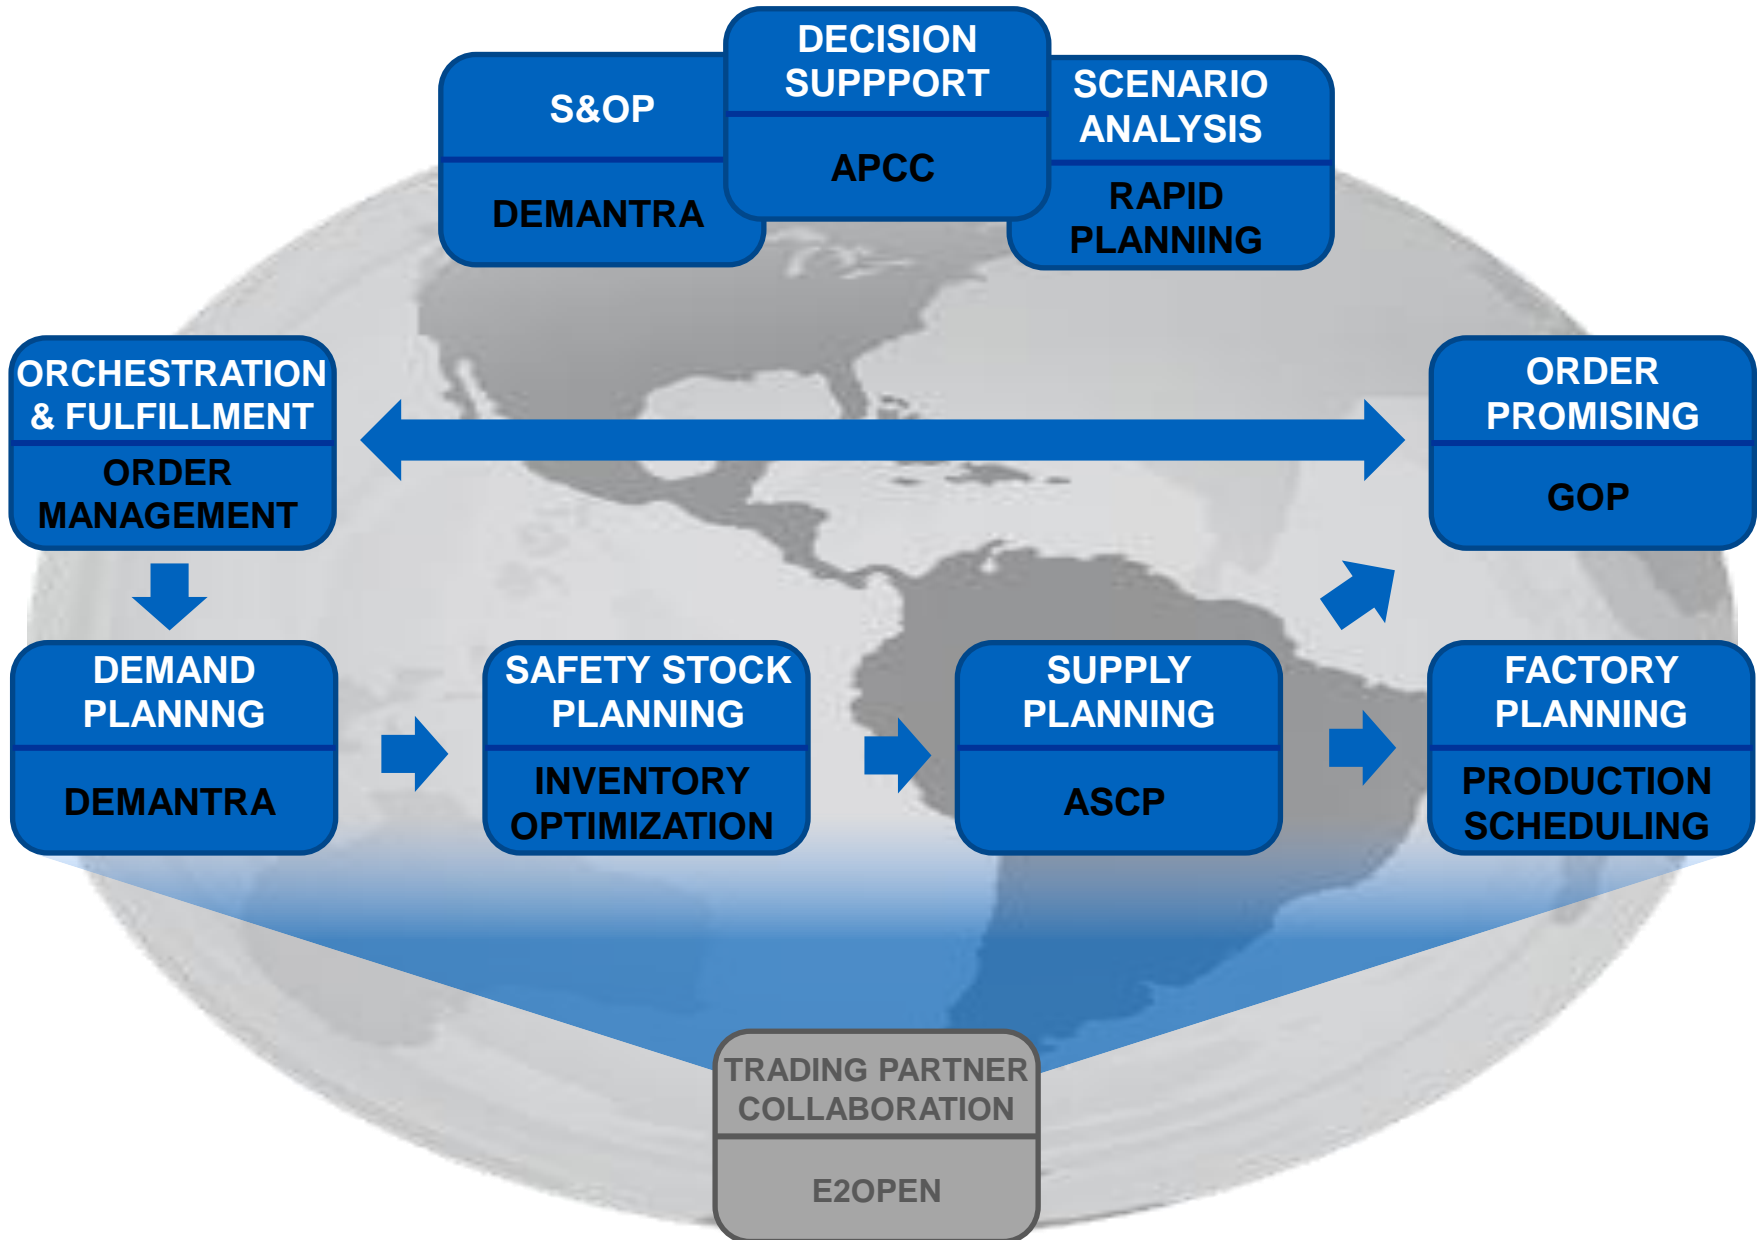 S&OP
DEMANTRA
DECISION
SUPPPORT
APCC
SCENARIO
ANALYSIS
RAPID
PLANNING
ORCHESTRATION
& FULFILLMENT
ORDER
MANAGEMENT
ORDER
PROMISING
GOP
DEMAND
PLANNNG
DEMANTRA
SAFETY STOCK
PLANNING
INVENTORY
OPTIMIZATION
SUPPLY
PLANNING
ASCP
FACTORY
PLANNING
PRODUCTION
SCHEDULING
TRADING PARTNER
COLLABORATION
E2OPEN